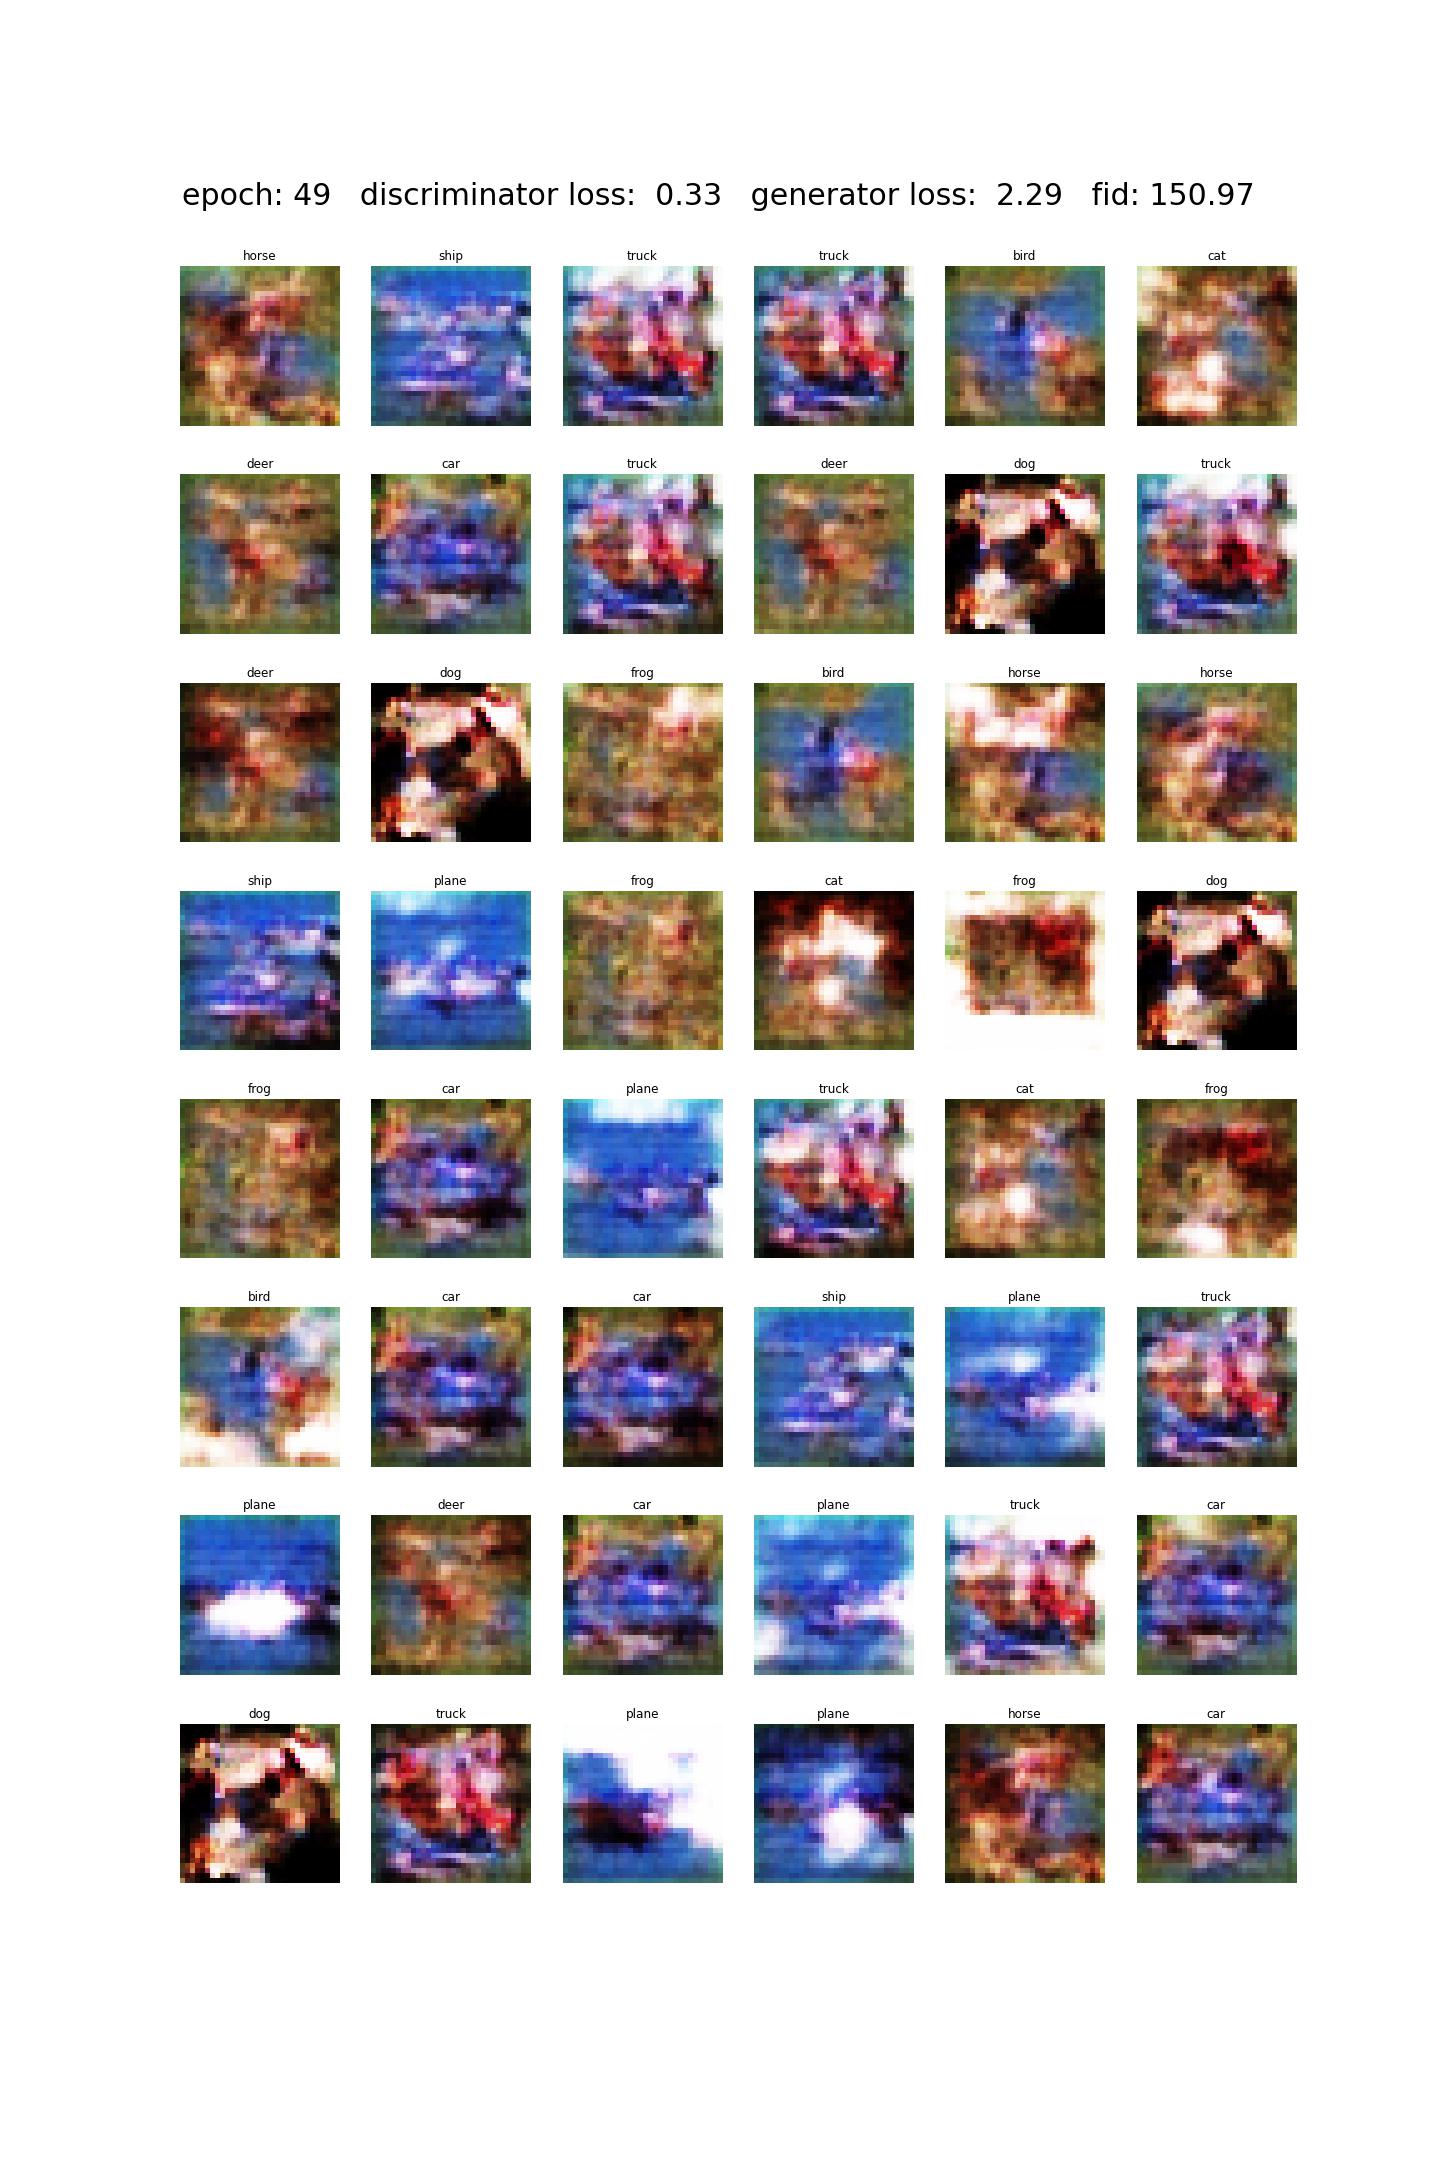 epoch: 49   discriminator loss:  0.33   generator loss:  2.29   fid: 150.97
horse ship truck truck bird cat
deer car truck deer dog truck
deer dog frog bird horse horse
ship plane frog cat frog dog
frog car plane truck cat frog
bird car car ship plane truck
plane deer car plane truck car
dog truck plane plane horse car